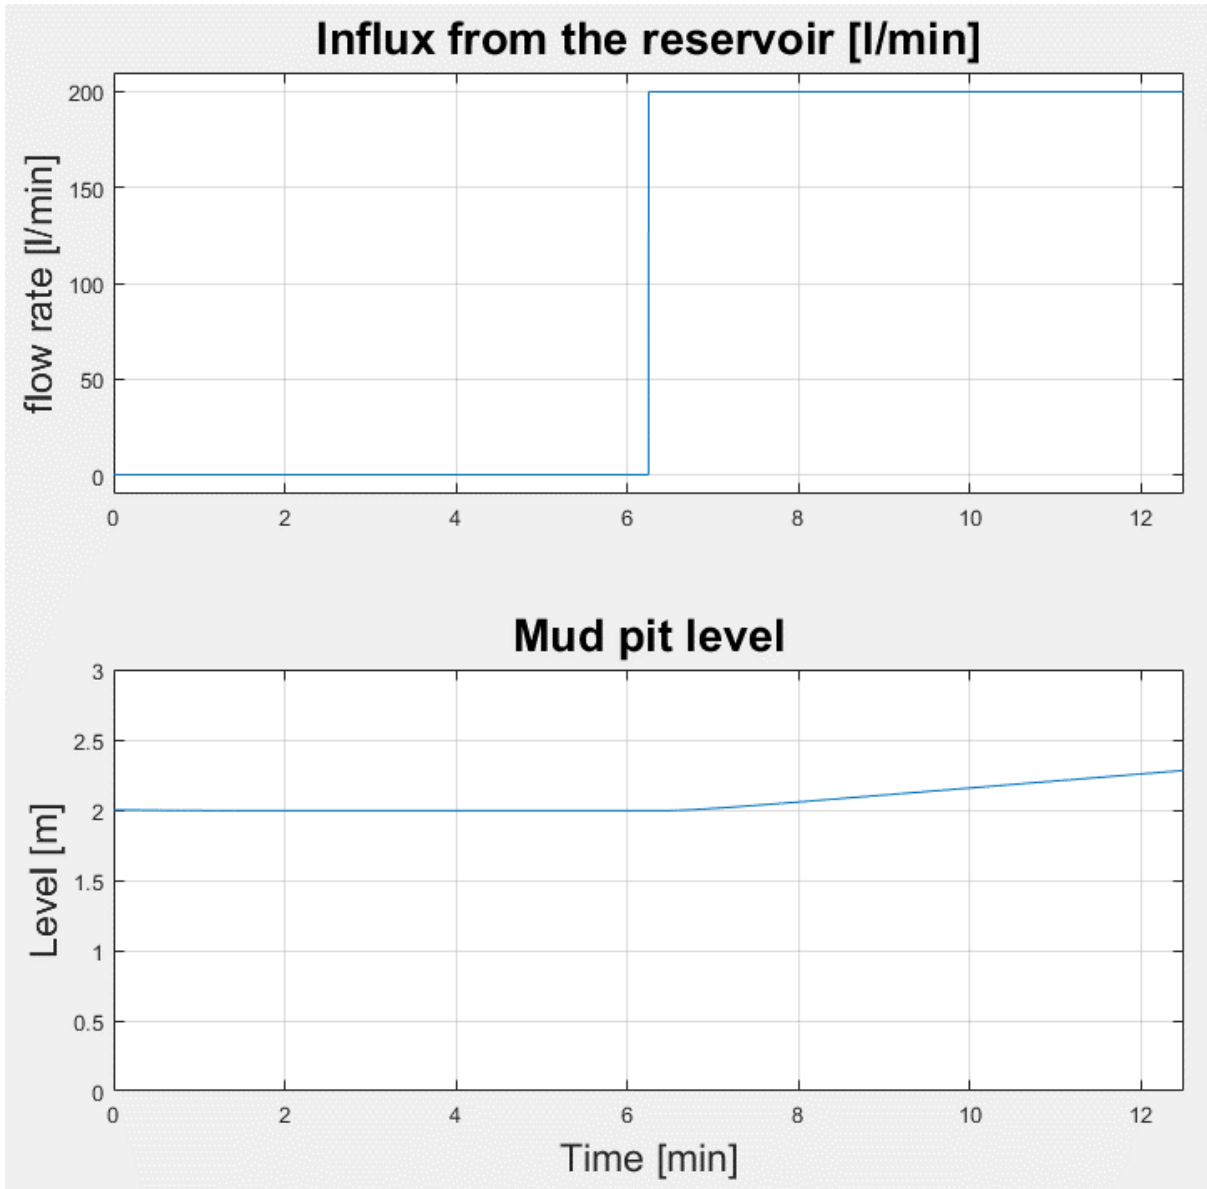 Influx from the reservoir [l/min]
flow rate [l/min]
200
150
100
50
0
0 2 4 6 8 10 12
Mud pit level
Level [m]
3
2.5
2
1.5
1
0.5
0
0 2 4 6 8 10 12
Time [min]